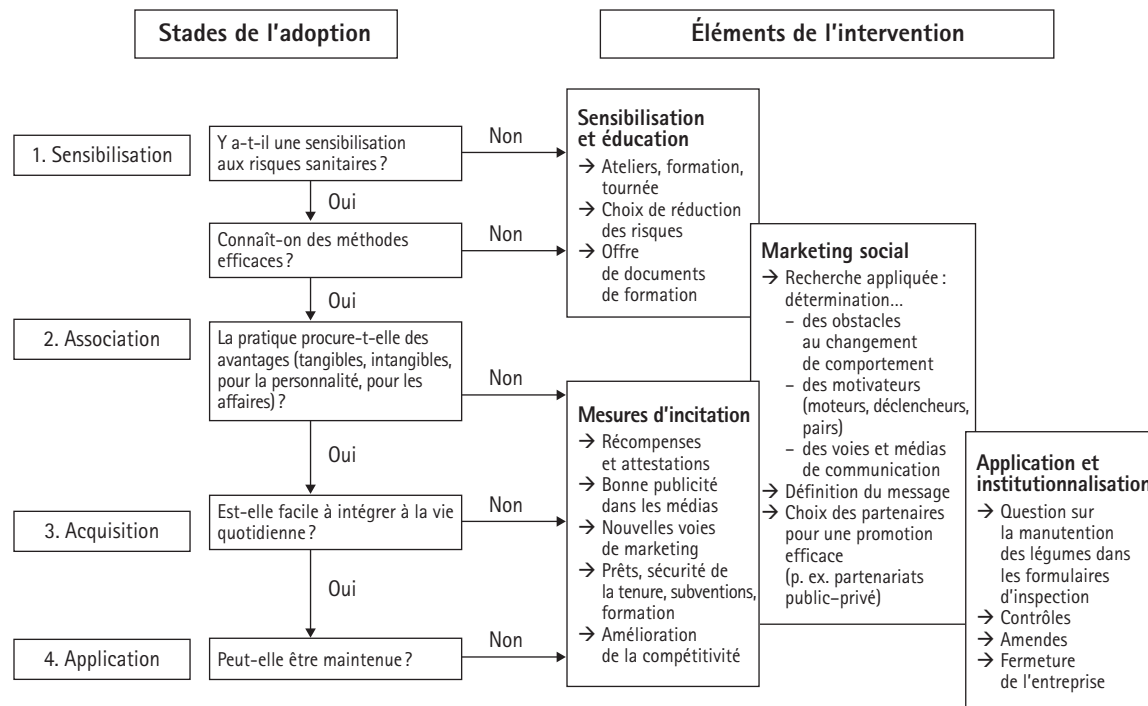 Stades de l'adoption
Éléments de l'intervention
1. Sensibilisation
Y a-t-il une sensibilisation
aux risques sanitaires ?
Non
Oui
Connaît-on des méthodes
efficaces ?
Non
Oui
2. Association
La pratique procure-t-elle des
avantages (tangibles, intangibles,
pour la personnalité, pour les
affaires) ?
Non
Oui
3. Acquisition
Est-elle facile à intégrer à la vie
quotidienne ?
Non
Oui
4. Application
Peut-elle être maintenue ?
Non
Sensibilisation
et éducation
→ Ateliers, formation,
tournée
→ Choix de réduction
des risques
→ Offre
de documents
de formation
Mesures d'incitation
→ Récompenses
et attestations
→ Bonne publicité
dans les médias
→ Nouvelles voies
de marketing
→ Prêts, sécurité de
la tenure, subventions,
formation
→ Amélioration
de la compétitivité
Marketing social
→ Recherche appliquée :
détermination...
– des obstacles
au changement
de comportement
– des motivateurs
(moteurs, déclencheurs,
pairs)
– des voies et médias
de communication
→ Définition du message
→ Choix des partenaires
pour une promotion
efficace
(p. ex. partenariats
public–privé)
Application et
institutionnalisation
→ Question sur
la manutention
des légumes dans
les formulaires
d'inspection
→ Contrôles
→ Amendes
→ Fermeture
de l'entreprise